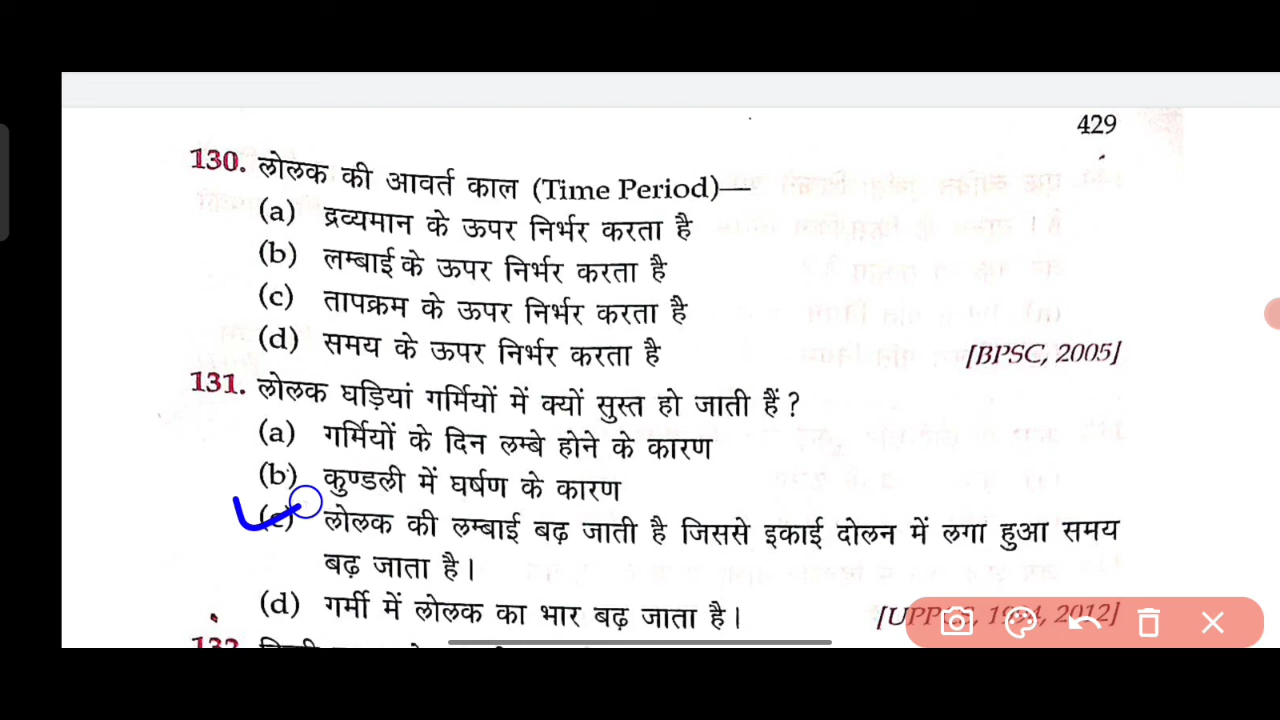 429
130. लोलक की आवर्त काल (Time Period)—
(a) द्रव्यमान के ऊपर निर्भर करता है
(b) लम्बाई के ऊपर निर्भर करता है
(c) तापक्रम के ऊपर निर्भर करता है
(d) समय के ऊपर निर्भर करता है [BPSC, 2005]
131. लोलक घड़ियां गर्मियों में क्यों सुस्त हो जाती हैं?
(a) गर्मियों के दिन लम्बे होने के कारण
(b) कुण्डली में घर्षण के कारण
(c) लोलक की लम्बाई बढ़ जाती है जिससे इकाई दोलन में लगा हुआ समय
बढ़ जाता है।
(d) गर्मी में लोलक का भार बढ़ जाता है। [UPPCS, 1994, 2012]